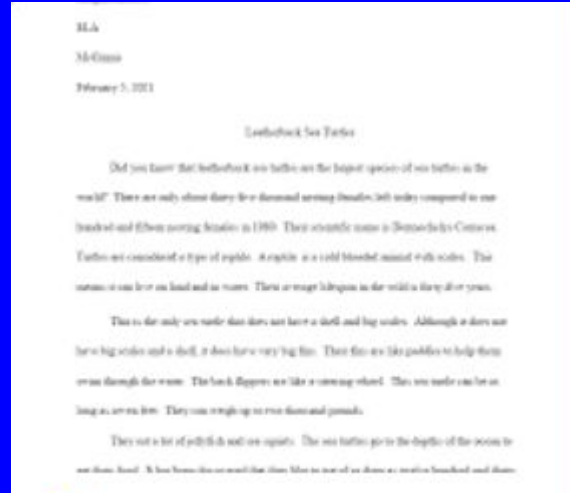 February 5, 2021
Leatherback Sea Turtles
Did you know that leatherback sea turtles are the largest species of sea turtles in the
world? There are only about thirty five thousand nesting females left today compared to one
hundred and fifteen nesting females in 1980. Their scientific name is Dermochelys Coriacea.
Turtles are considered a type of reptile. A reptile is a cold blooded animal with scales. This
means it can live on land and in water. Their average lifespan in the wild is thirty five years.
This is the only sea turtle that does not have a shell and big scales. Although it does not
have big scales and a shell, it does have very big fins. Their fins are like paddles to help them
swim through the water. The back flippers are like a steering wheel. This sea turtle can be as
long as seven feet. They can weigh up to two thousand pounds.
They eat a lot of jellyfish and sea squirts. The sea turtles go to the depths of the ocean to